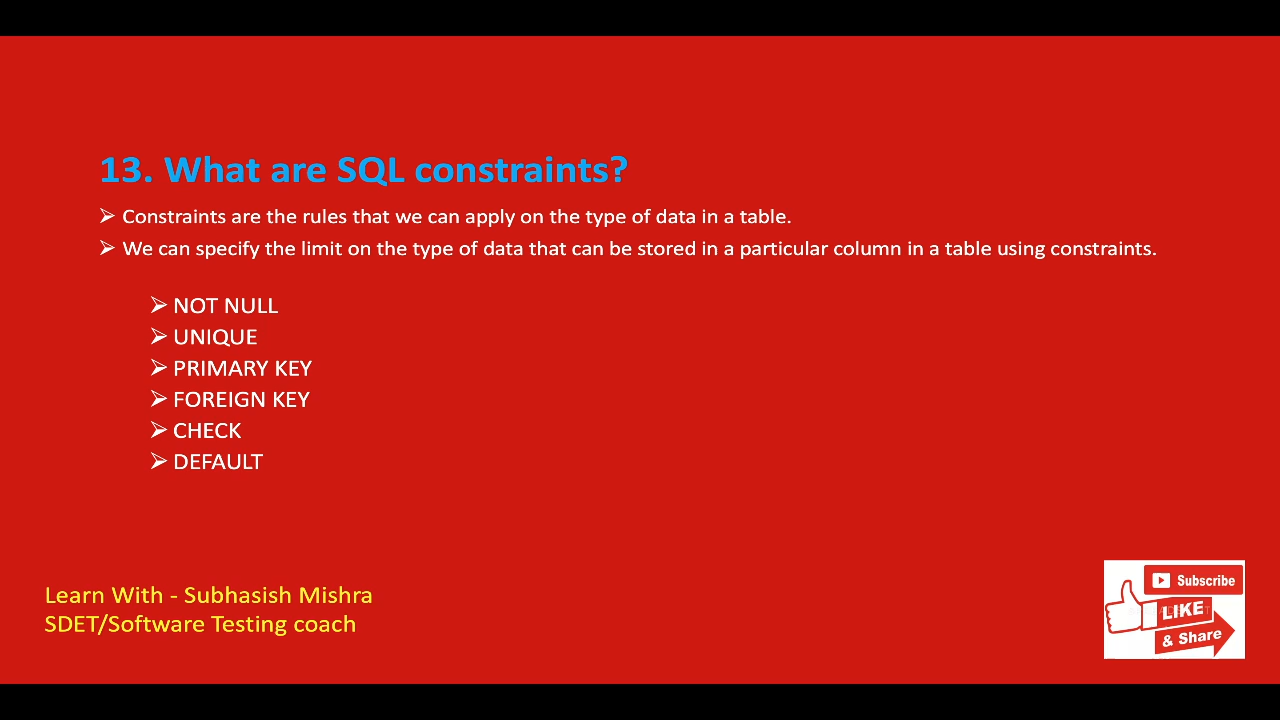 13. What are SQL constraints?
➢ Constraints are the rules that we can apply on the type of data in a table.
➢ We can specify the limit on the type of data that can be stored in a particular column in a table using constraints.
➢ NOT NULL
➢ UNIQUE
➢ PRIMARY KEY
➢ FOREIGN KEY
➢ CHECK
➢ DEFAULT
Learn With - Subhasish Mishra
SDET/Software Testing coach
Subscribe
LIKE
& Share